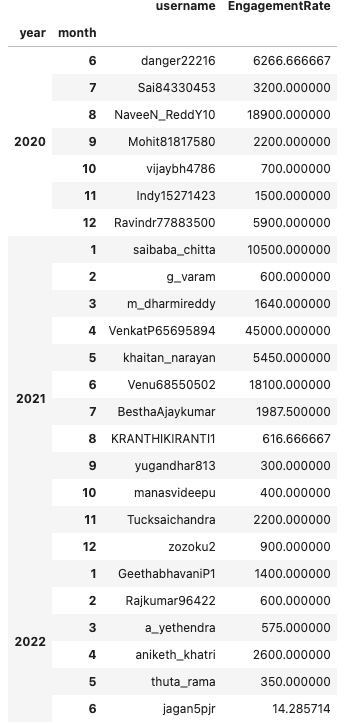 username EngagementRate
year month
6 danger22216 6266.666667
7 Sai84330453 3200.000000
8 NaveeN_ReddY10 18900.000000
2020 9 Mohit81817580 2200.000000
10 vijaybh4786 700.000000
11 Indy15271423 1500.000000
12 Ravindr77883500 5900.000000
1 saibaba_chitta 10500.000000
2 g_varam 600.000000
3 m_dharmireddy 1640.000000
4 VenkatP65695894 45000.000000
5 khaitan_narayan 5450.000000
6 Venu68550502 18100.000000
2021
7 BesthaAjaykumar 1987.500000
8 KRANTHIKIRANTI1 616.666667
9 yugandhar813 300.000000
10 manasvideepu 400.000000
11 Tucksaichandra 2200.000000
12 zozoku2 900.000000
1 GeethabhavaniP1 1400.000000
2 Rajkumar96422 600.000000
3 a_yethendra 575.000000
2022
4 aniketh_khatri 2600.000000
5 thuta_rama 350.000000
6 jagan5pjr 14.285714